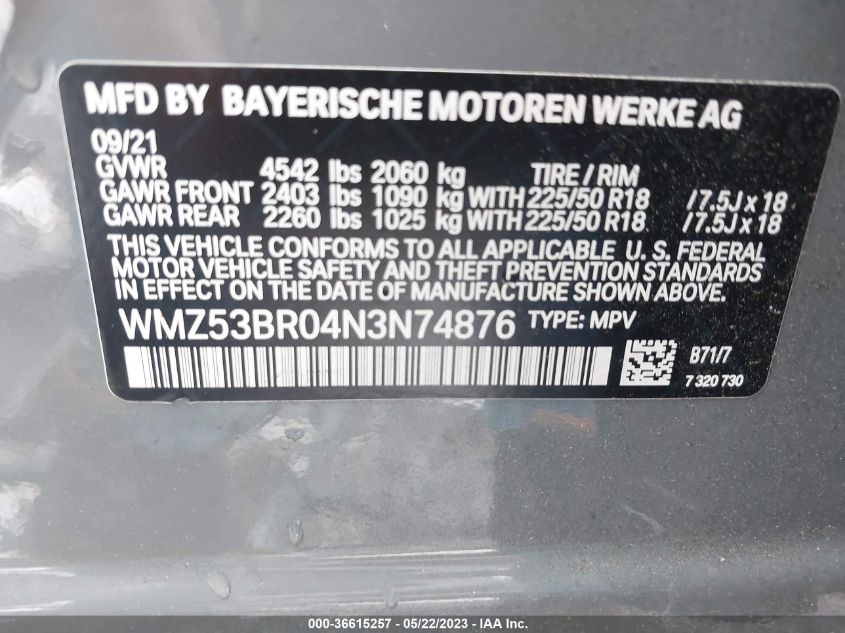 MFD BY BAYERISCHE MOTOREN WERKE AG
09/21
GVWR 4542 lbs 2060 kg TIRE / RIM
GAWR FRONT 2403 lbs 1090 kg WITH 225/50 R18 /7.5J x 18
GAWR REAR 2260 lbs 1025 kg WITH 225/50 R18 /7.5J x 18
THIS VEHICLE CONFORMS TO ALL APPLICABLE U. S. FEDERAL
MOTOR VEHICLE SAFETY AND THEFT PREVENTION STANDARDS
IN EFFECT ON THE DATE OF MANUFACTURE SHOWN ABOVE.
WMZ53BR04N3N74876 TYPE: MPV
B71/7
7 320 730
000-36615257 - 05/22/2023 - IAA Inc.